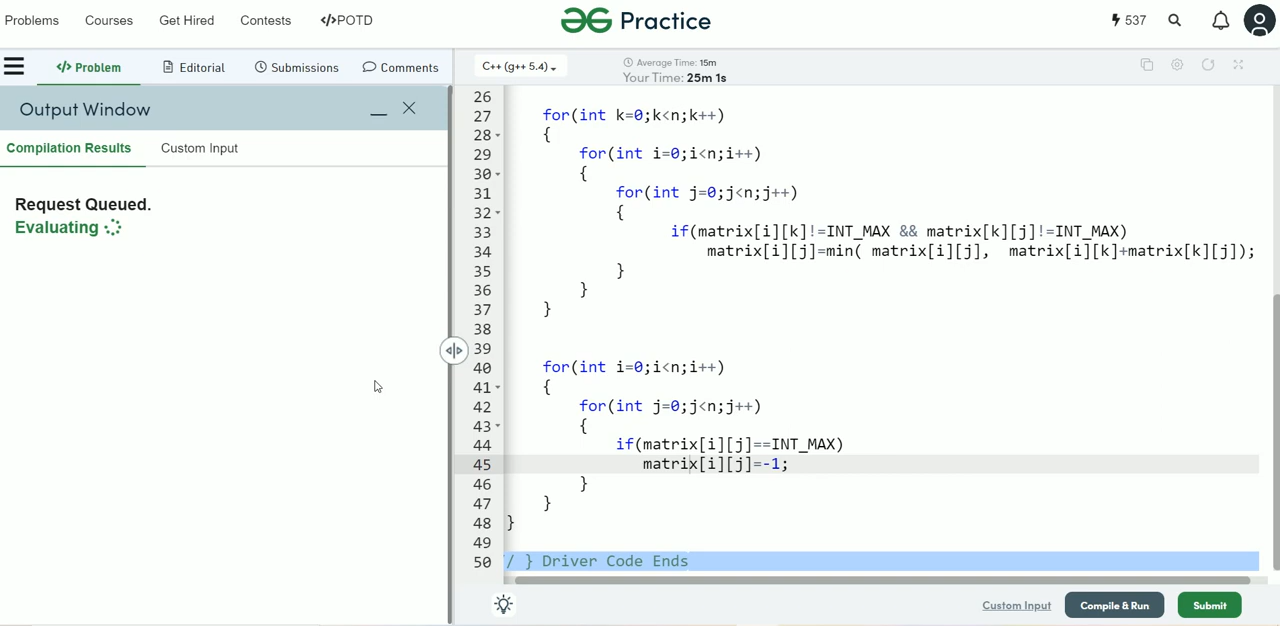 Problems Courses Get Hired Contests </>POTD Practice 537
</> Problem Editorial Submissions Comments C++ (g++ 5.4) Average Time: 15m
Your Time: 25m 1s
Output Window
Compilation Results Custom Input
Request Queued.
Evaluating
26
27 for(int k=0;k<n;k++)
28 {
29 for(int i=0;i<n;i++)
30 {
31 for(int j=0;j<n;j++)
32 {
33 if(matrix[i][k]!=INT_MAX && matrix[k][j]!=INT_MAX)
34 matrix[i][j]=min( matrix[i][j], matrix[i][k]+matrix[k][j]);
35 }
36 }
37 }
38
39
40 for(int i=0;i<n;i++)
41 {
42 for(int j=0;j<n;j++)
43 {
44 if(matrix[i][j]==INT_MAX)
45 matrix[i][j]=-1;
46 }
47 }
48 }
49
50 / } Driver Code Ends
Custom Input Compile & Run Submit